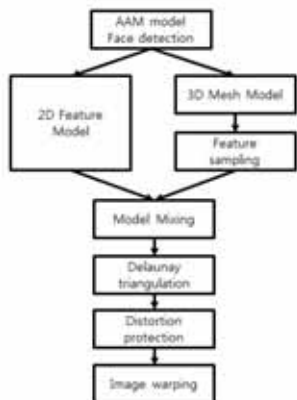 AAM model
Face detection
2D Feature
Model
3D Mesh Model
Feature
sampling
Model Mixing
Delaunay
triangulation
Distortion
protection
Image warping